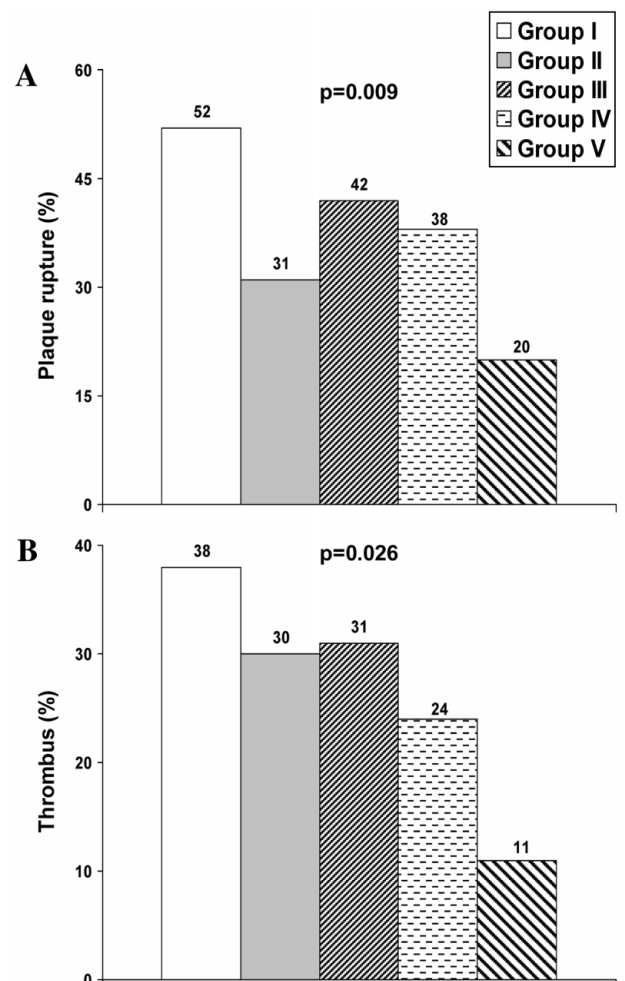 Group I
Group II
Group III
Group IV
Group V
A
60
45
30
15
0
Plaque rupture (%)
p=0.009
52
31
42
38
20
B
40
30
20
10
0
Thrombus (%)
p=0.026
38
30
31
24
11